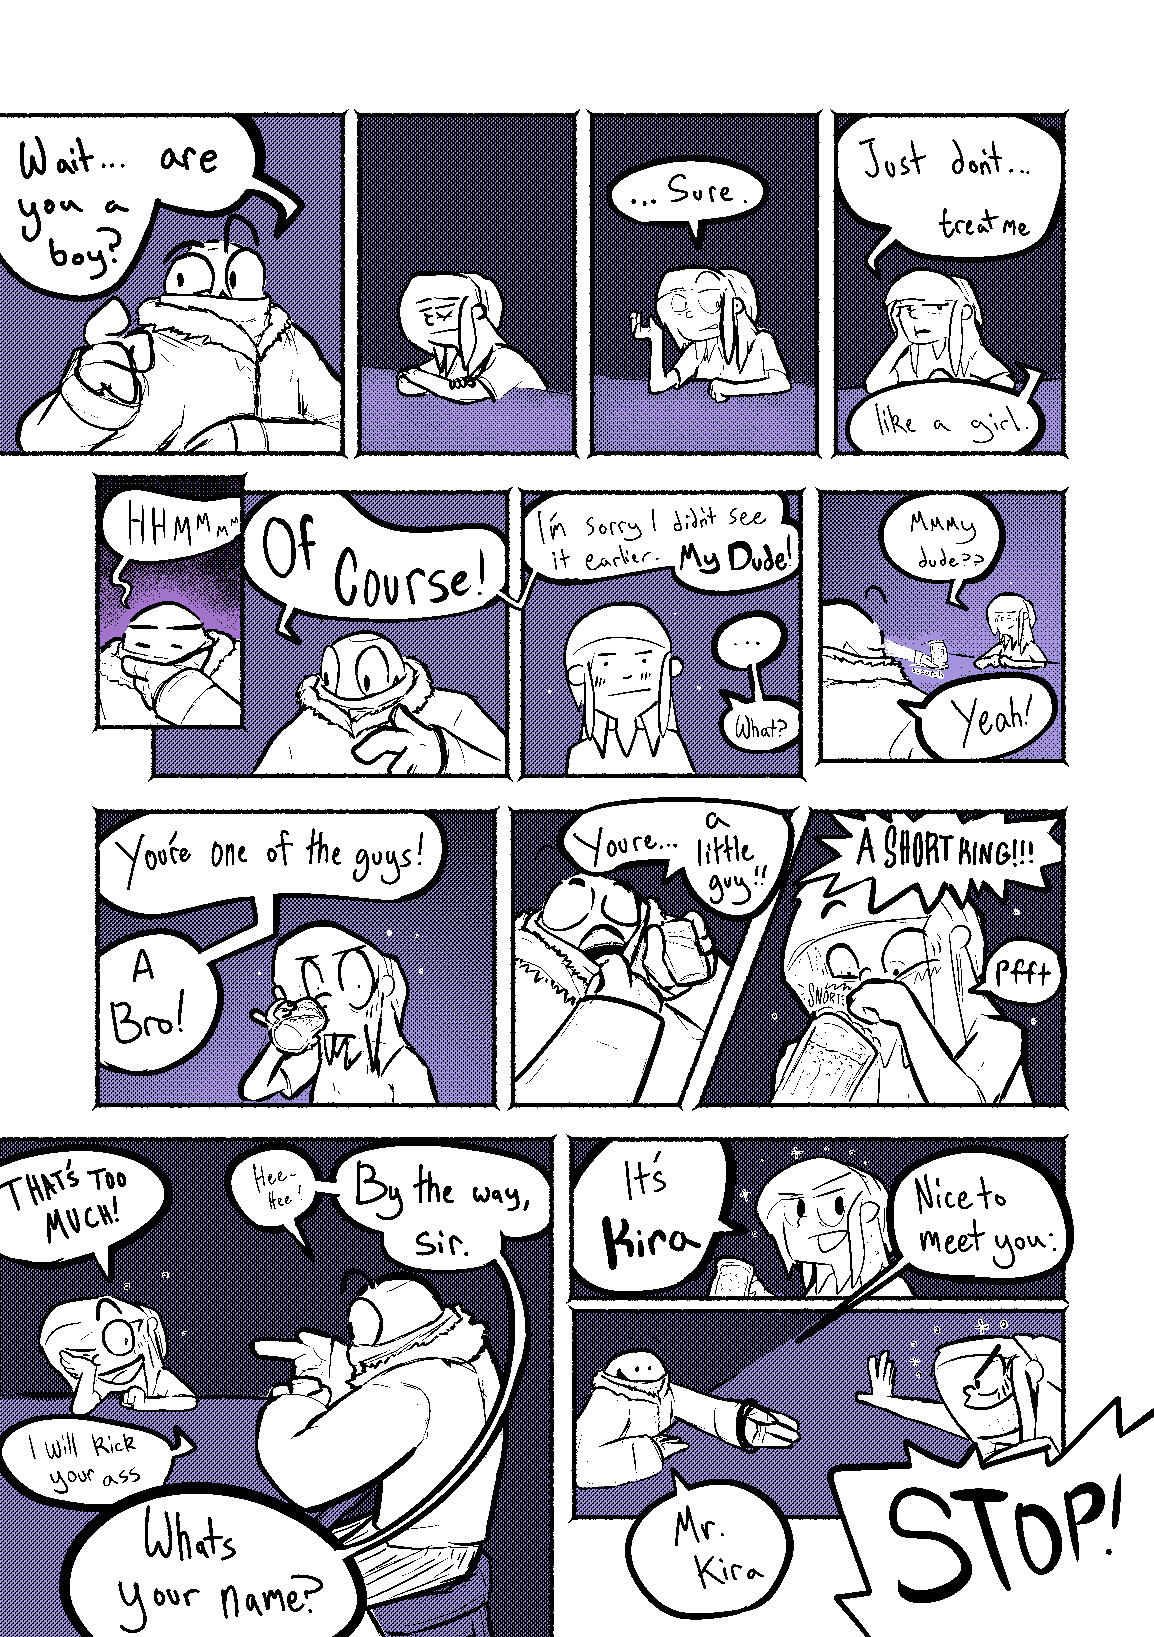 Wait... are
you a
boy?
...Sure.
Just don't...
treat me
like a girl.
HHMMMMM
Of
Course!
I'm sorry I didn't see
it earlier. My Dude!
...
What?
MMMy
dude??
Yeah!
You're one of the guys!
A
Bro!
Youre... a
little
guy!!
A SHORT KING!!!
SNORT
Pfft
THAT'S TOO
MUCH!
I will kick
your ass
Hee-
Hee!
By the way,
Sir.
Whats
your name?
It's
Kira
Nice to
meet you:
Mr.
Kira
STOP!